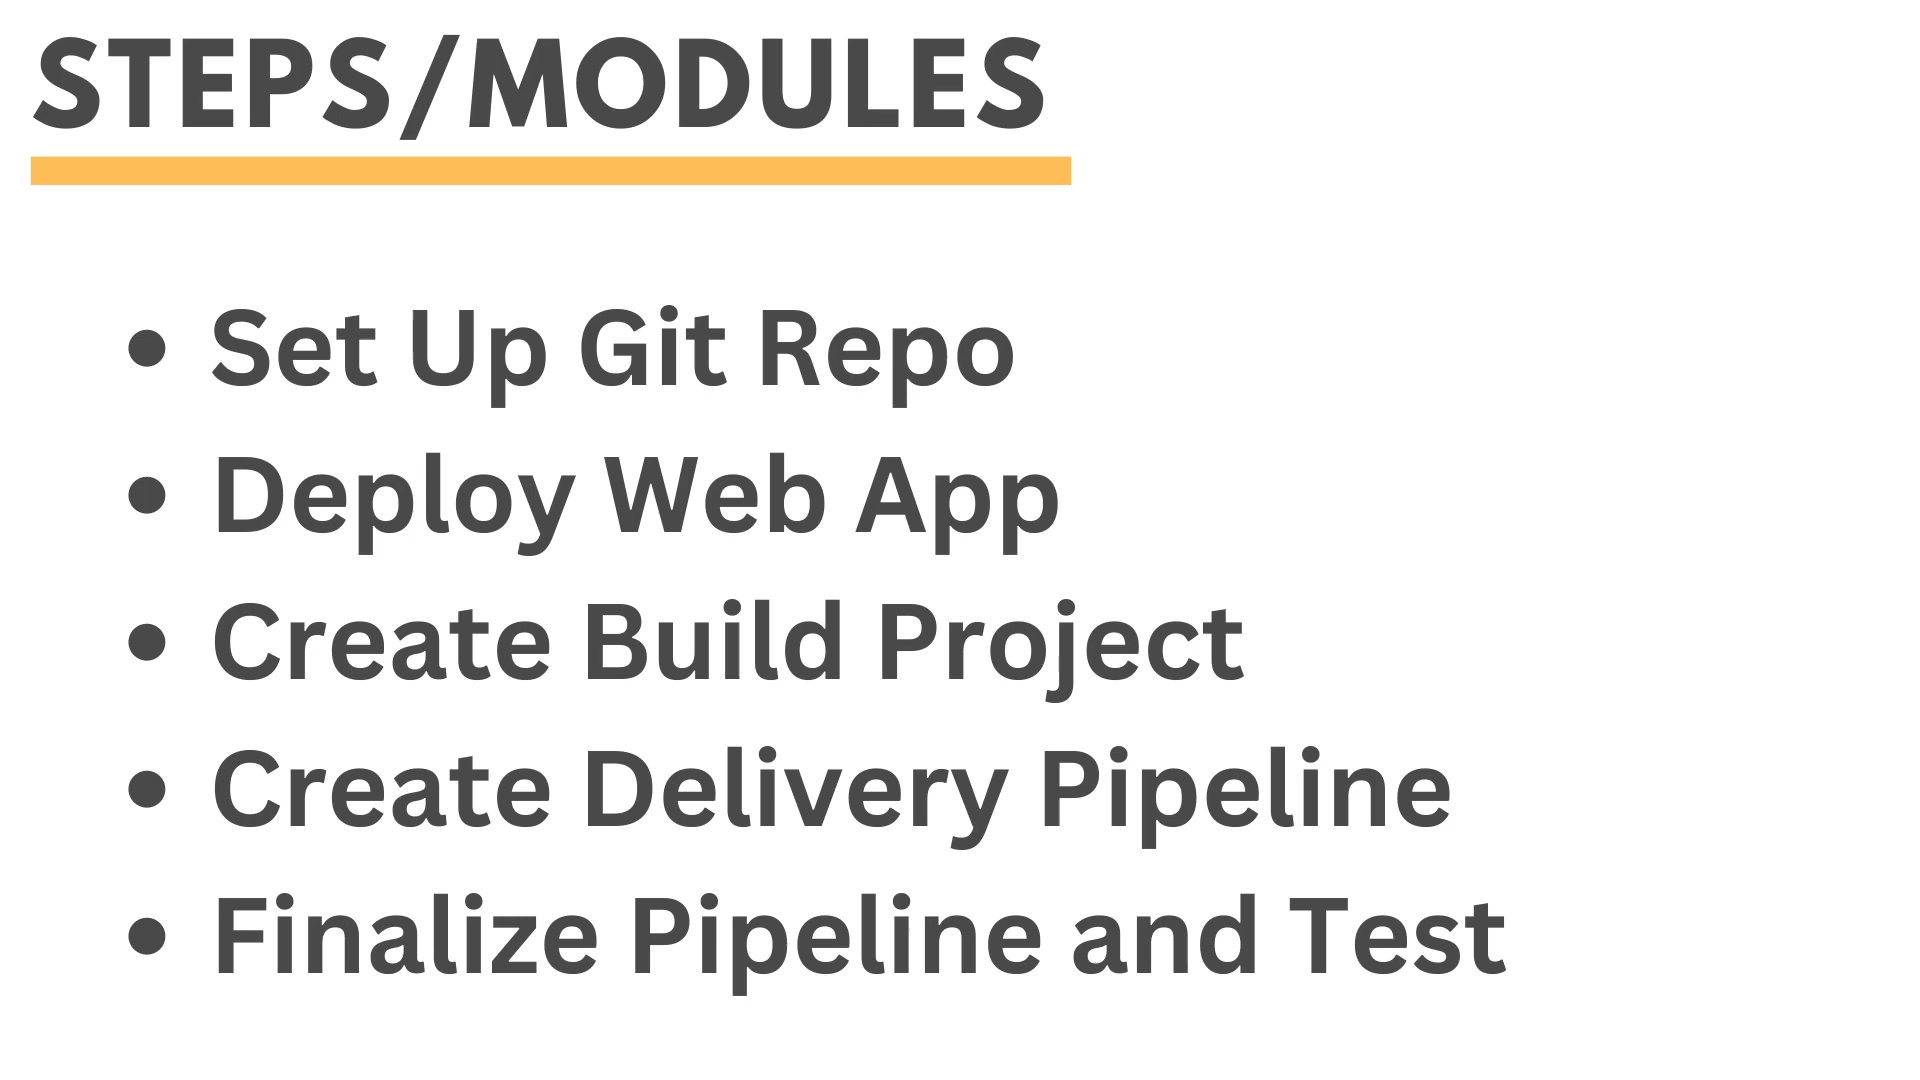 STEPS/MODULES
• Set Up Git Repo
• Deploy Web App
• Create Build Project
• Create Delivery Pipeline
• Finalize Pipeline and Test